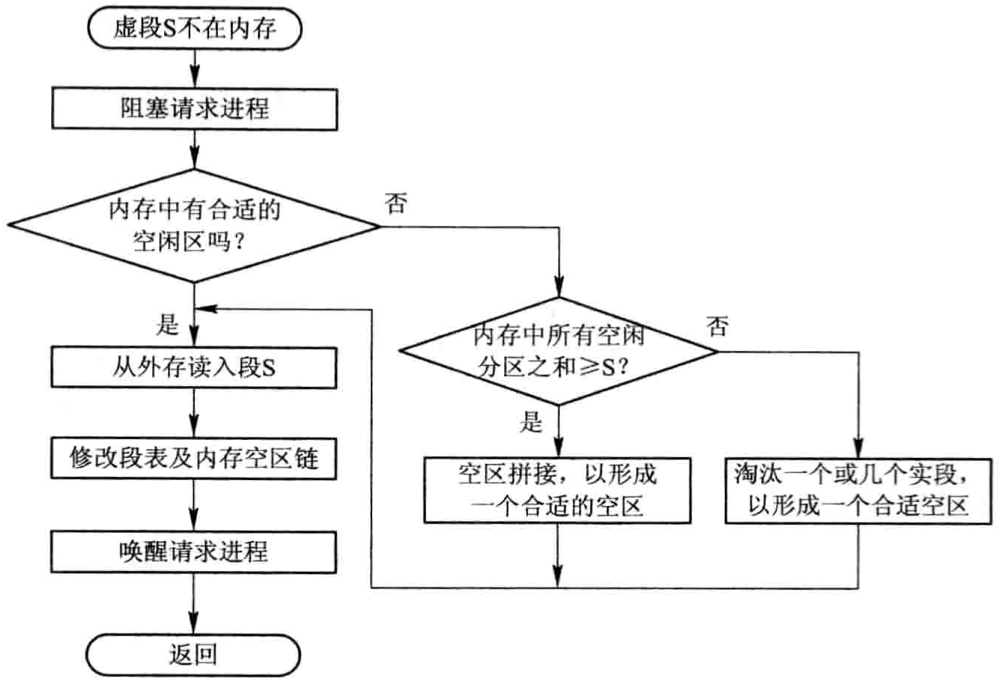 虚段S不在内存
阻塞请求进程
内存中有合适的
空闲区吗？
否
是
内存中所有空闲
分区之和≥S？
否
是
从外存读入段S
修改段表及内存空区链
唤醒请求进程
返回
空区拼接，以形成
一个合适的空区
淘汰一个或几个实段，
以形成一个合适空区